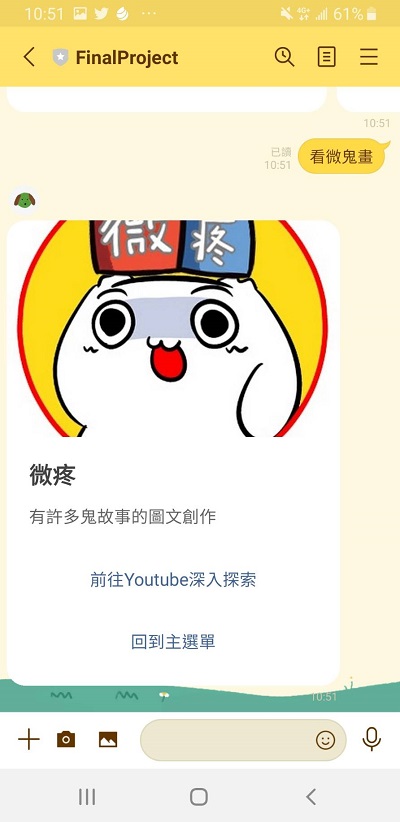 10:51
4G+
61%
FinalProject
10:51
已讀
10:51
看微鬼畫
微疼
微疼
有許多鬼故事的圖文創作
前往Youtube深入探索
回到主選單
10:51